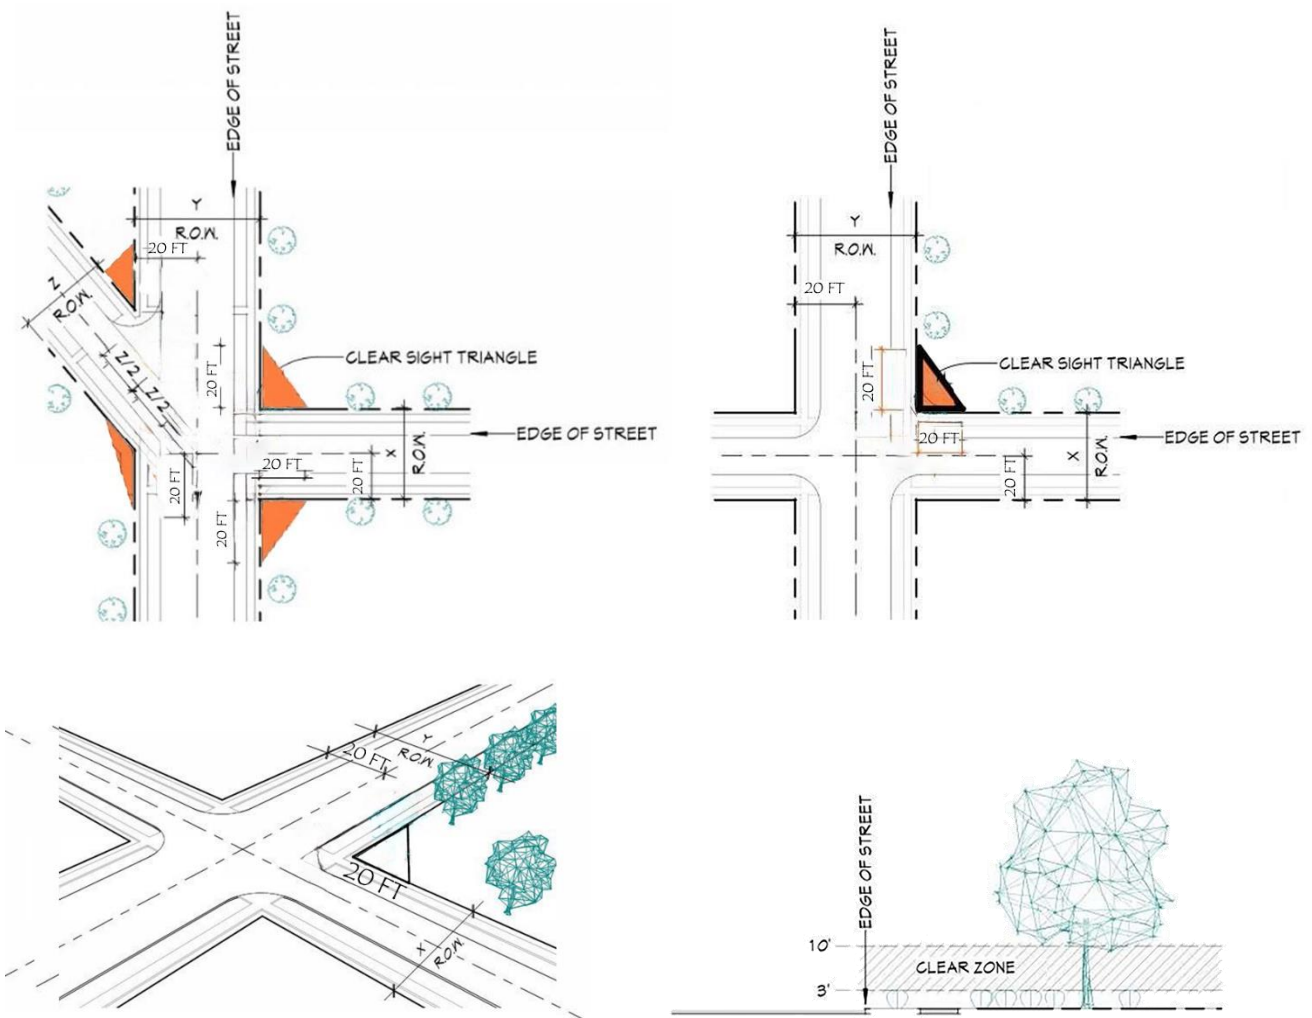 EDGE OF STREET
Y
R.O.W.
20 FT
Z
R.O.W.
Z/2
Z/2
20 FT
CLEAR SIGHT TRIANGLE
EDGE OF STREET
X
R.O.W.
20 FT
20 FT
20 FT
20 FT
EDGE OF STREET
Y
R.O.W.
20 FT
20 FT
CLEAR SIGHT TRIANGLE
20 FT
EDGE OF STREET
X
R.O.W.
20 FT
20 FT
Y
R.O.W.
20 FT
X
R.O.W.
EDGE OF STREET
10'
CLEAR ZONE
3'